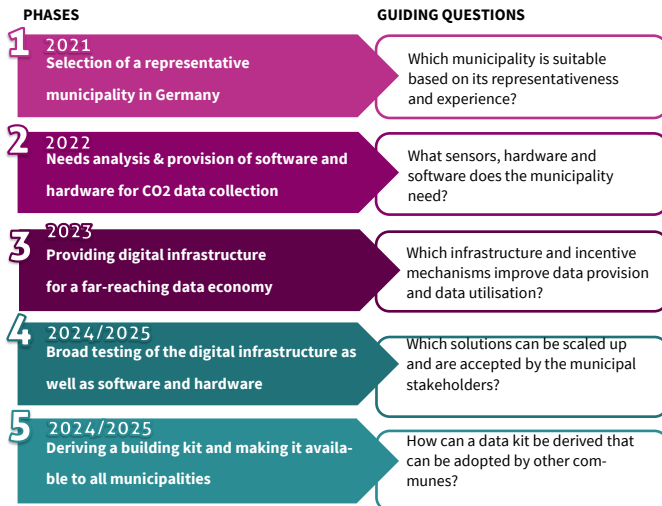 PHASES
GUIDING QUESTIONS
1
2021
Selection of a representative
municipality in Germany
Which municipality is suitable
based on its representativeness
and experience?
2
2022
Needs analysis & provision of software and
hardware for CO2 data collection
What sensors, hardware and
software does the municipality
need?
3
2023
Providing digital infrastructure
for a far-reaching data economy
Which infrastructure and incentive
mechanisms improve data provision
and data utilisation?
4
2024/2025
Broad testing of the digital infrastructure as
well as software and hardware
Which solutions can be scaled up
and are accepted by the municipal
stakeholders?
5
2024/2025
Deriving a building kit and making it availa-
ble to all municipalities
How can a data kit be derived that
can be adopted by other com-
munes?